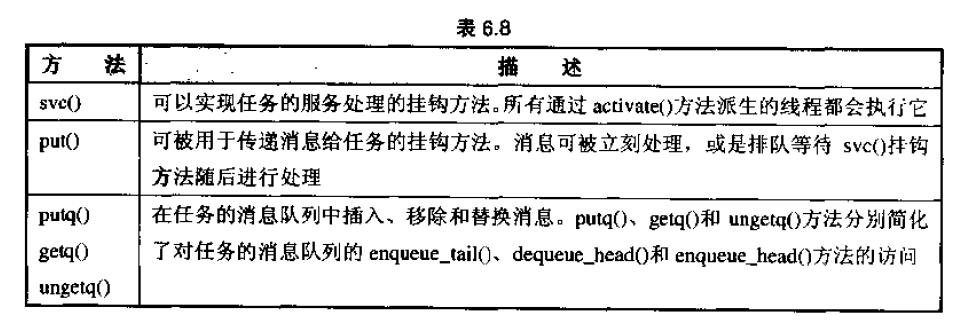 表 6.8
方 法 描 述
svc() 可以实现任务的服务处理的挂钩方法。所有通过 activate()方法派生的线程都会执行它
put() 可被用于传递消息给任务的挂钩方法。消息可被立刻处理，或是排队等待 svc()挂钩
方法随后进行处理
putq() 在任务的消息队列中插入、移除和替换消息。putq()、getq()和 ungetq()方法分别简化
getq() 了对任务的消息队列的 enqueue_tail()、dequeue_head()和 enqueue_head()方法的访问
ungetq()